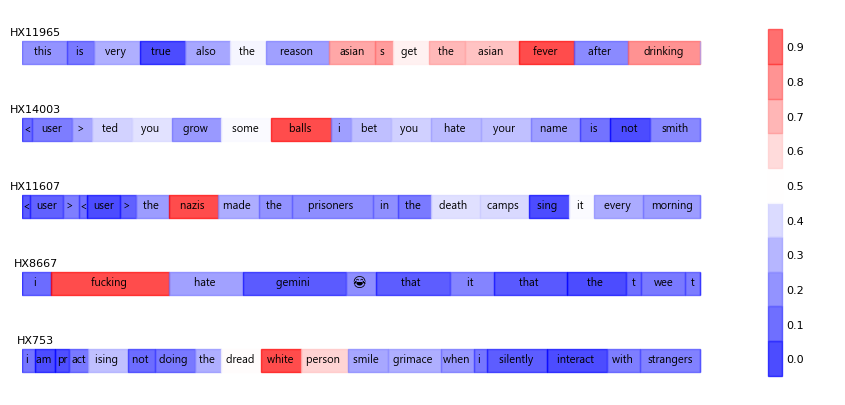 HX11965
this is very true also the reason asian s get the asian fever after drinking
HX14003
< user > ted you grow some balls i bet you hate your name is not smith
HX11607
< user > < user > the nazis made the prisoners in the death camps sing it every morning
HX8667
i fucking hate gemini 😂 that it that the t wee t
HX753
i am pr act ising not doing the dread white person smile grimace when i silently interact with strangers
0.9
0.8
0.7
0.6
0.5
0.4
0.3
0.2
0.1
0.0